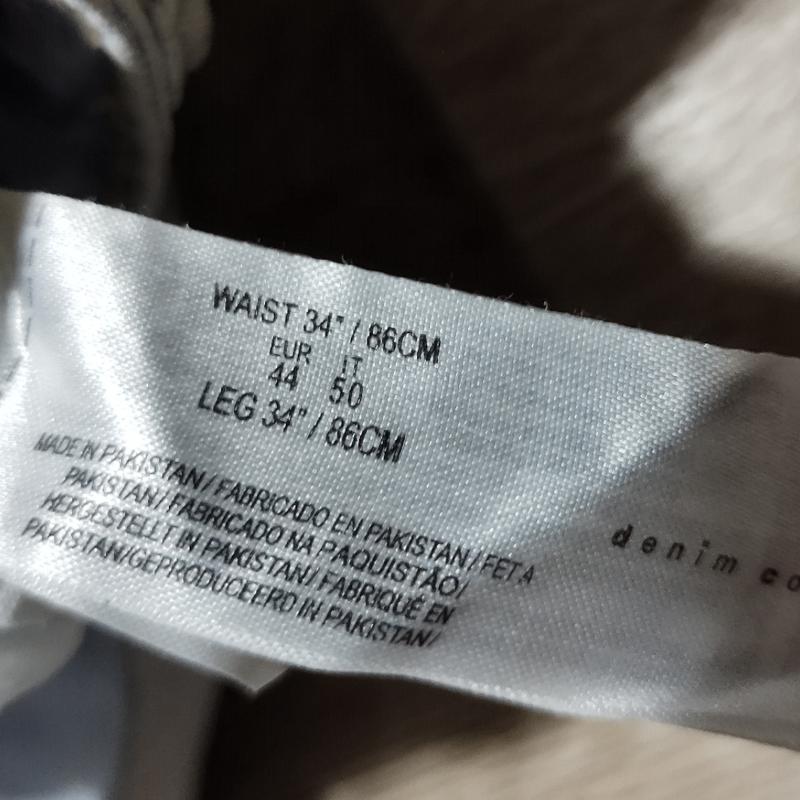 WAIST 34" / 86CM
EUR IT
44 50
LEG 34" / 86CM
MADE IN PAKISTAN / FABRICADO EN PAKISTAN / FET A
PAKISTAN / FABRICADO NA PAQUISTÃO /
HERGESTELLT IN PAKISTAN / FABRIQUÉ EN
PAKISTAN/GEPRODUCEERD IN PAKISTAN/
denim co